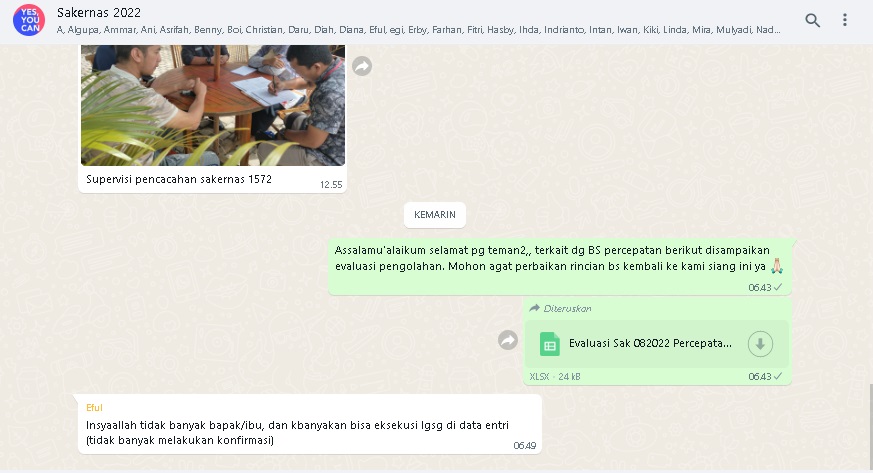 YES,
YOU
CAN
Sakernas 2022
A, Algupa, Ammar, Ani, Asrifah, Benny, Boi, Christian, Daru, Diah, Diana, Eful, egi, Erby, Farhan, Fitri, Hasby, Ihda, Indrianto, Intan, Iwan, Kiki, Linda, Mira, Mulyadi, Nad...
Supervisi pencacahan sakernas 1572
12.55
KEMARIN
Assalamu'alaikum selamat pg teman2,, terkait dg BS percepatan berikut disampaikan
evaluasi pengolahan. Mohon agat perbaikan rincian bs kembali ke kami siang ini ya 🙏🏻
06.43
Diteruskan
Evaluasi Sak 082022 Percepata...
XLSX · 24 kB
06.43
Eful
Insyaallah tidak banyak bapak/ibu, dan kbanyakan bisa eksekusi lgsg di data entri
(tidak banyak melakukan konfirmasi)
06.49